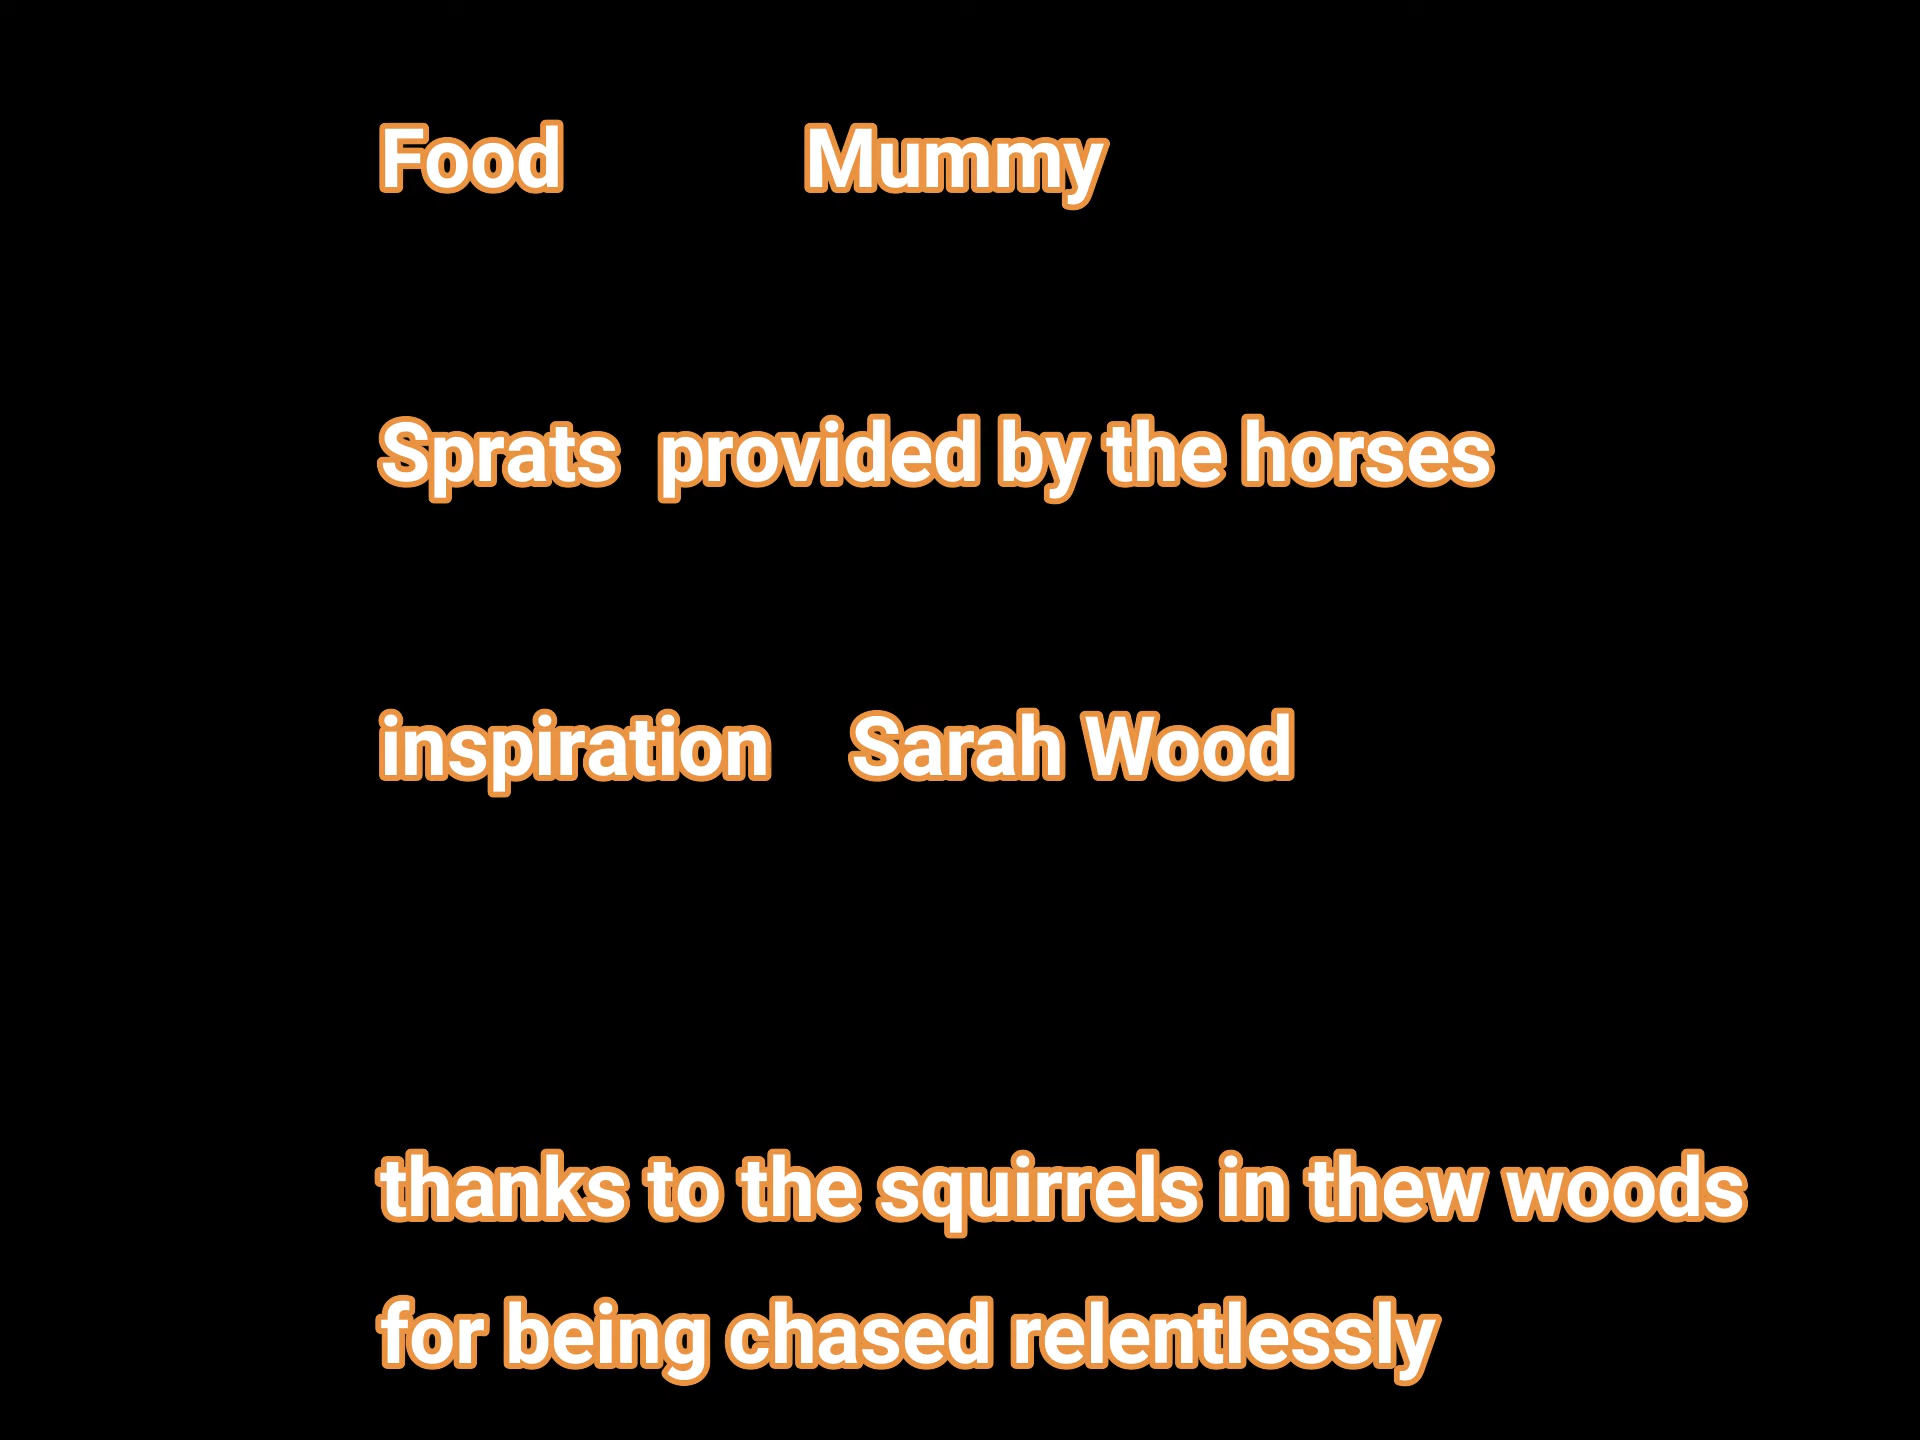 Food Mummy
Sprats provided by the horses
inspiration Sarah Wood
thanks to the squirrels in thew woods
for being chased relentlessly